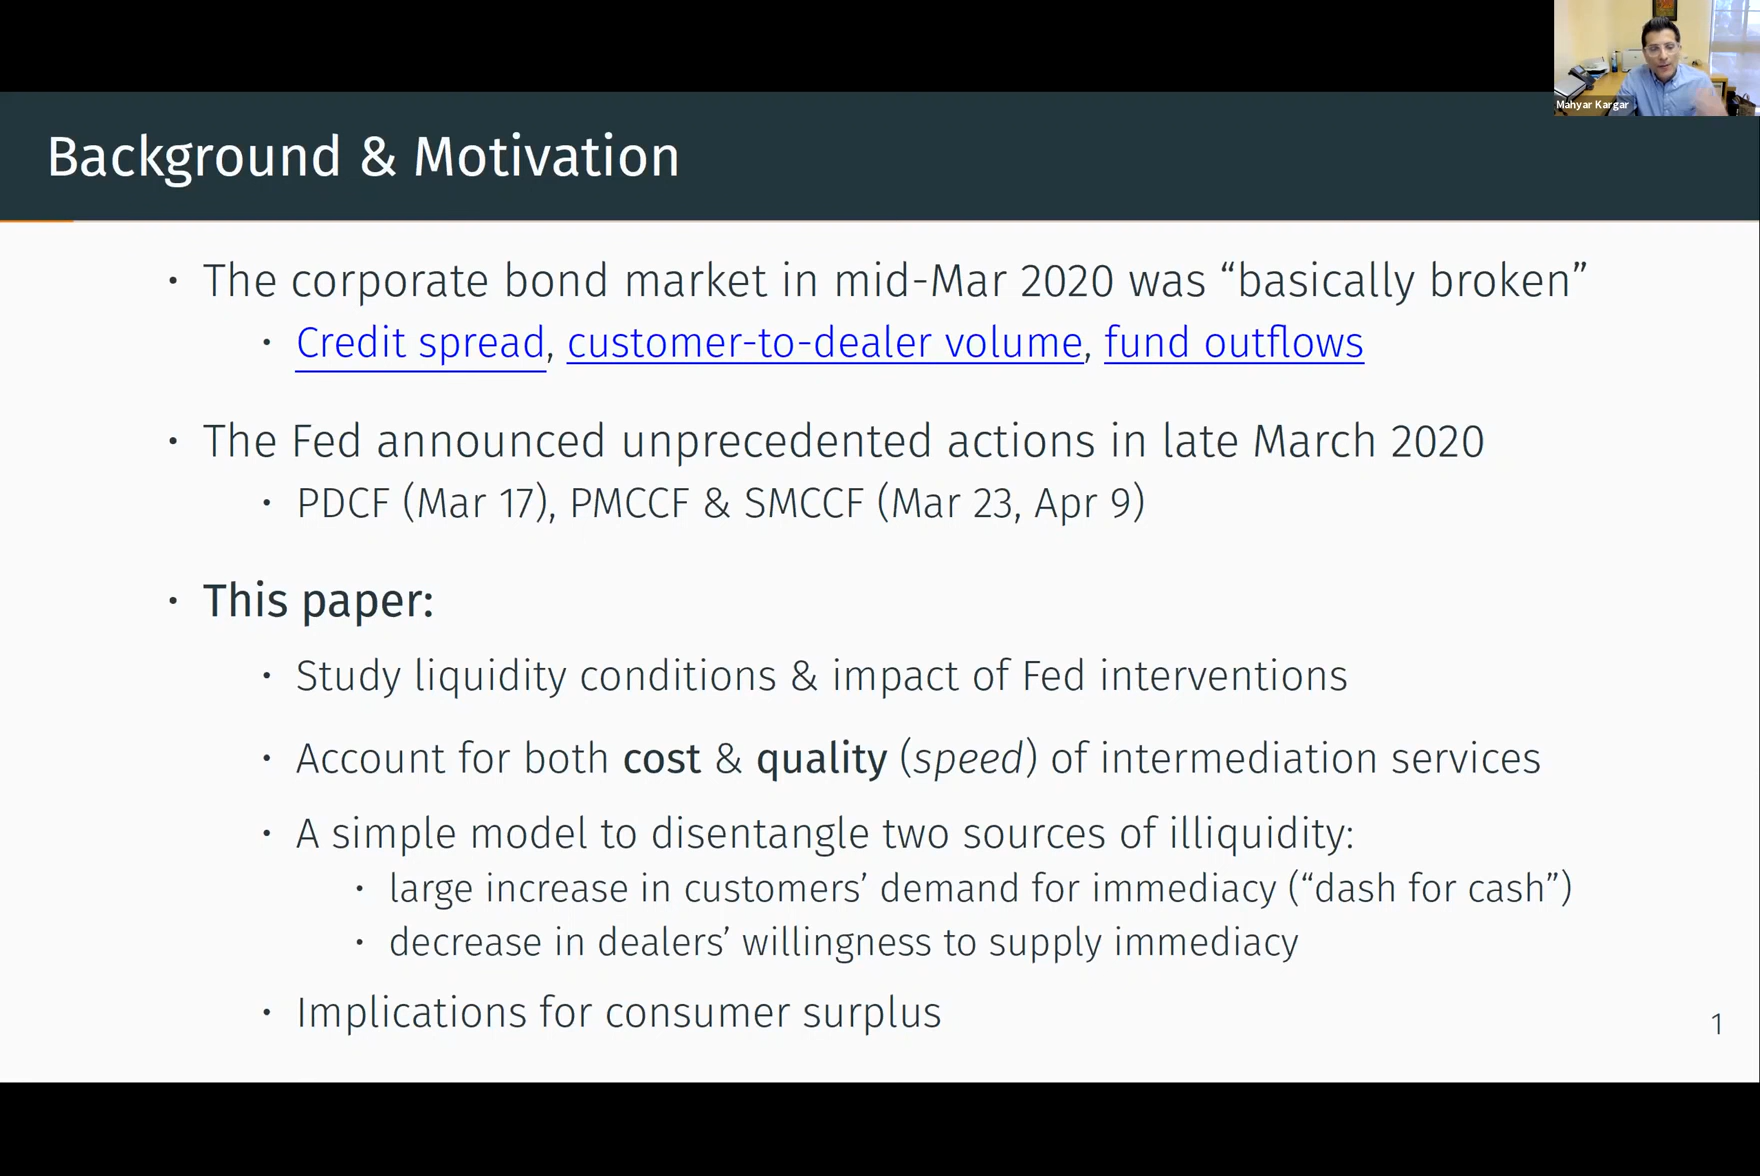 Mahyar Kargar
Background & Motivation
• The corporate bond market in mid-Mar 2020 was “basically broken”
• Credit spread, customer-to-dealer volume, fund outflows
• The Fed announced unprecedented actions in late March 2020
• PDCF (Mar 17), PMCCF & SMCCF (Mar 23, Apr 9)
• This paper:
• Study liquidity conditions & impact of Fed interventions
• Account for both cost & quality (speed) of intermediation services
• A simple model to disentangle two sources of illiquidity:
• large increase in customers’ demand for immediacy (“dash for cash”)
• decrease in dealers’ willingness to supply immediacy
• Implications for consumer surplus
1